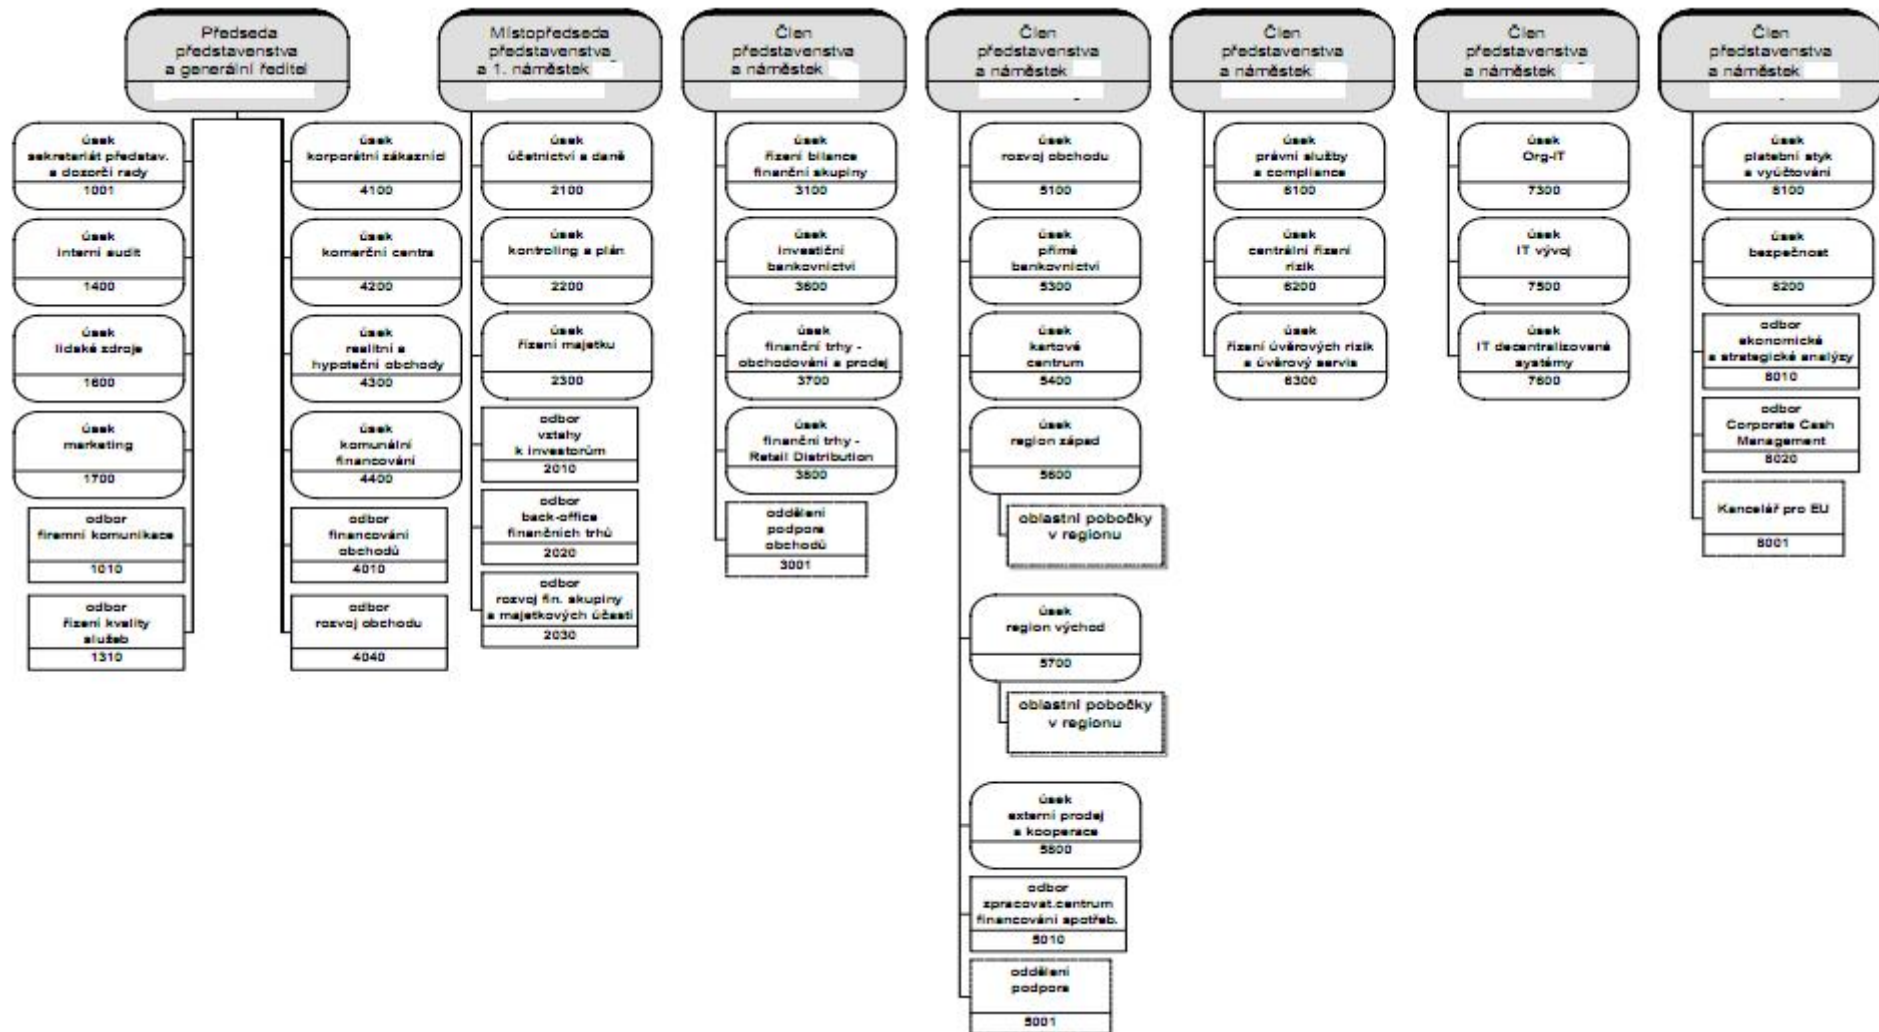 Předseda
představenstva
a generální ředitel
úsek
sekretariát představ.
a dozorčí rady
1001
úsek
interní audit
1400
úsek
lidské zdroje
1600
úsek
marketing
1700
odbor
firemní komunikace
1010
odbor
řízení kvality
služeb
1310
úsek
korporátní zákazníci
4100
úsek
komerční centra
4200
úsek
realitní a
hypoteční obchody
4300
úsek
komunální
financování
4400
odbor
financování
obchodů
4010
odbor
rozvoj obchodu
4040
Místopředseda
představenstva
a 1. náměstek
úsek
účetnictví a daně
2100
úsek
kontroling a plán
2200
úsek
řízení majetku
2300
odbor
vztahy
k investorům
2010
odbor
back-office
finančních trhů
2020
odbor
rozvoj fin. skupiny
a majetkových účastí
2030
Člen
představenstva
a náměstek
úsek
řízení bilance
finanční skupiny
3100
úsek
investiční
bankovnictví
3600
úsek
finanční trhy -
obchodování a prodej
3700
úsek
finanční trhy -
Retail Distribution
3800
oddělení
podpora
obchodů
3001
Člen
představenstva
a náměstek
úsek
rozvoj obchodu
5100
úsek
přímé
bankovnictví
5300
úsek
kartové
centrum
5400
úsek
region západ
5600
oblastní pobočky
v regionu
úsek
region východ
5700
oblastní pobočky
v regionu
úsek
externí prodej
a kooperace
5800
odbor
zpracovat.centrum
financování spotřeb.
5010
oddělení
podpora
5001
Člen
představenstva
a náměstek
úsek
právní služby
a compliance
6100
úsek
centrální řízení
rizik
6200
úsek
řízení úvěrových rizik
a úvěrový servis
6300
Člen
představenstva
a náměstek
úsek
Org-IT
7300
úsek
IT vývoj
7500
úsek
IT decentralizované
systémy
7600
Člen
představenstva
a náměstek
úsek
platební styk
a vyúčtování
8100
úsek
bezpečnost
8200
odbor
ekonomické
a strategické analýzy
8010
odbor
Corporate Cash
Management
8020
Kancelář pro EU
8001